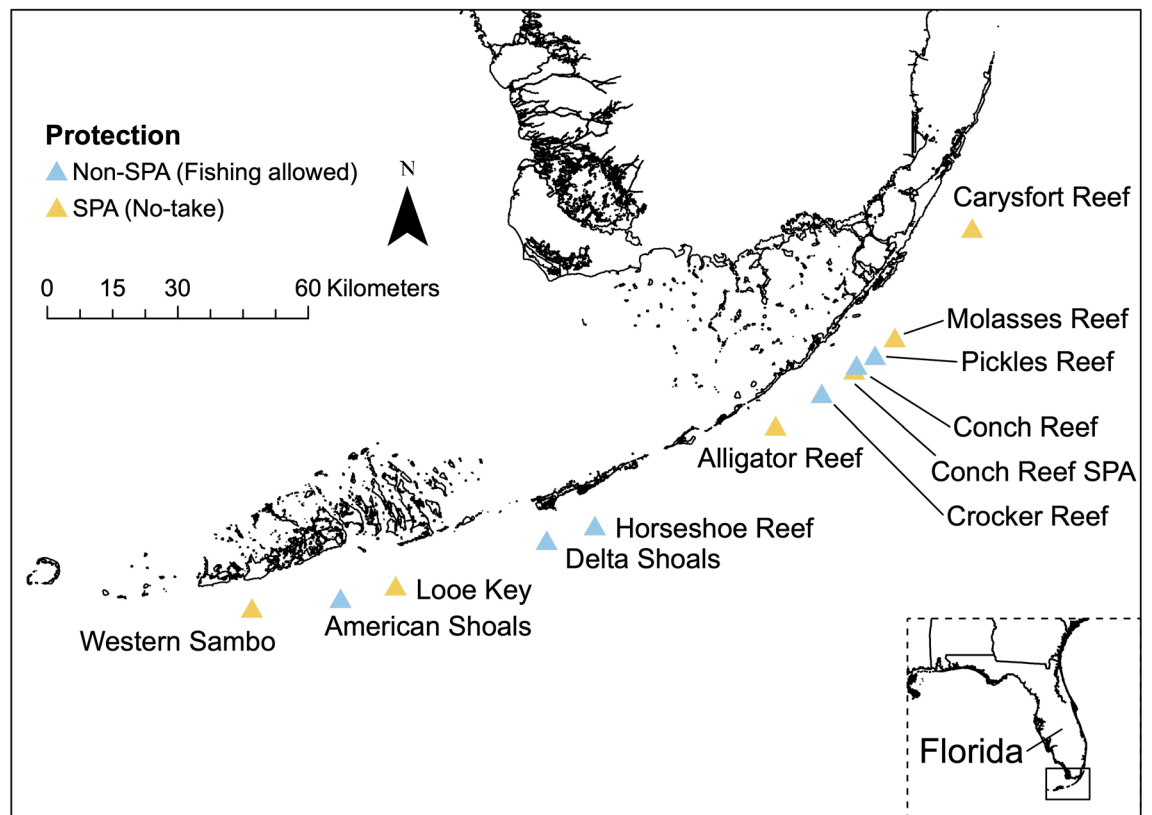 Protection
Non-SPA (Fishing allowed)
SPA (No-take)
N
0 15 30 60 Kilometers
Carysfort Reef
Molasses Reef
Pickles Reef
Conch Reef
Conch Reef SPA
Crocker Reef
Alligator Reef
Horseshoe Reef
Delta Shoals
Looe Key
American Shoals
Western Sambo
Florida